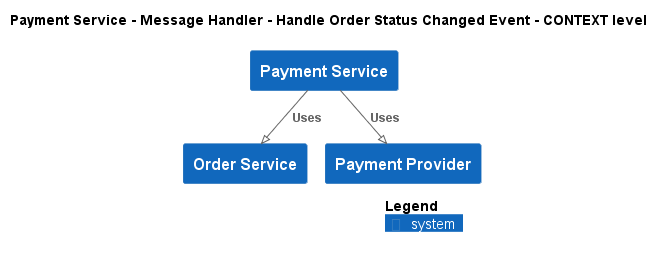 Payment Service - Message Handler - Handle Order Status Changed Event - CONTEXT level
Payment Service
Uses
Uses
Order Service
Payment Provider
Legend
system